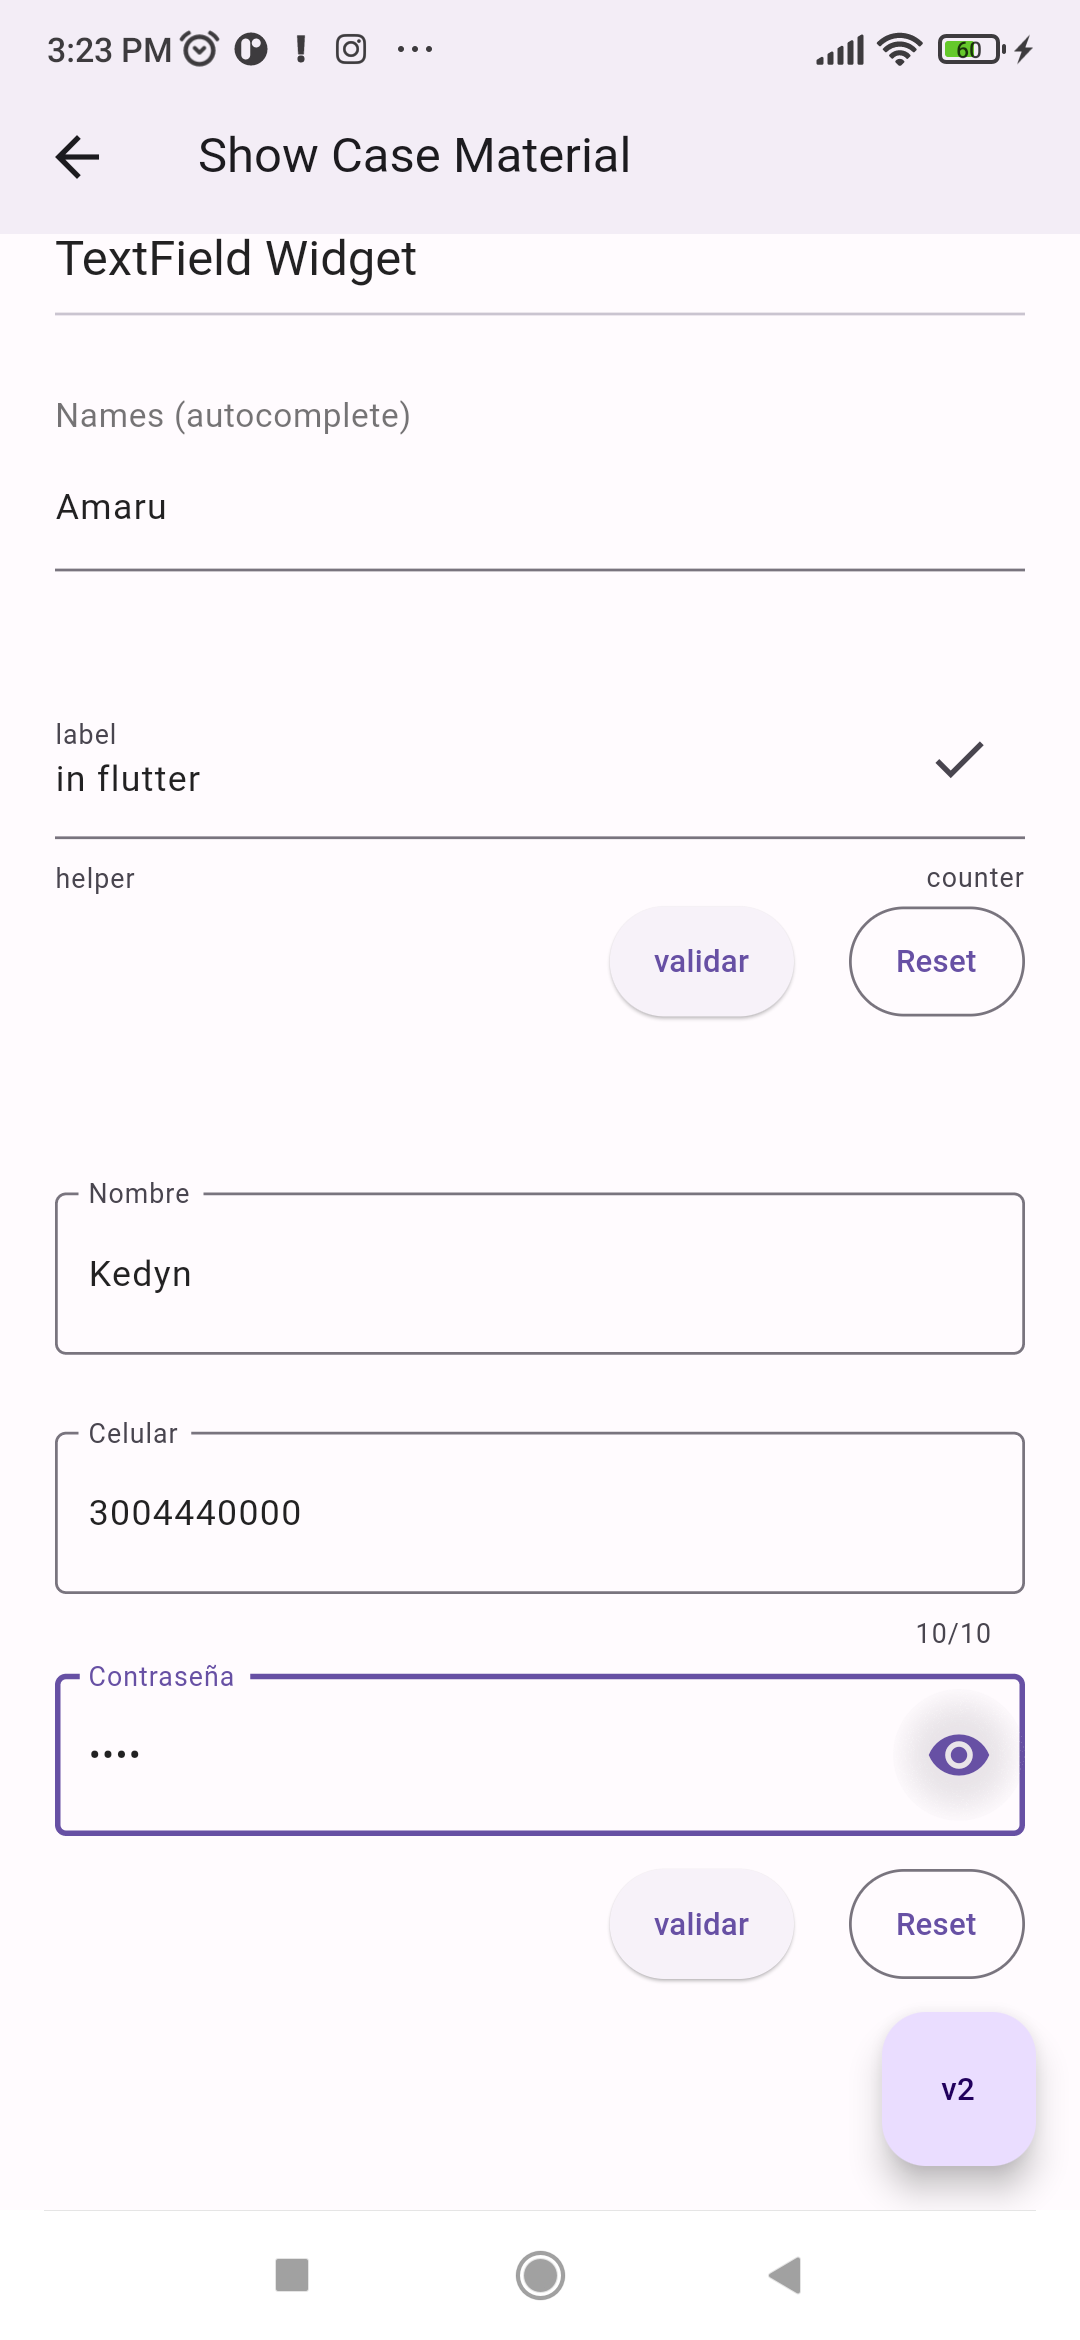 3:23 PM
60
Show Case Material
TextField Widget
Names (autocomplete)
Amaru
label
in flutter
helper
counter
validar
Reset
Nombre
Kedyn
Celular
3004440000
10/10
Contraseña
••••
validar
Reset
v2